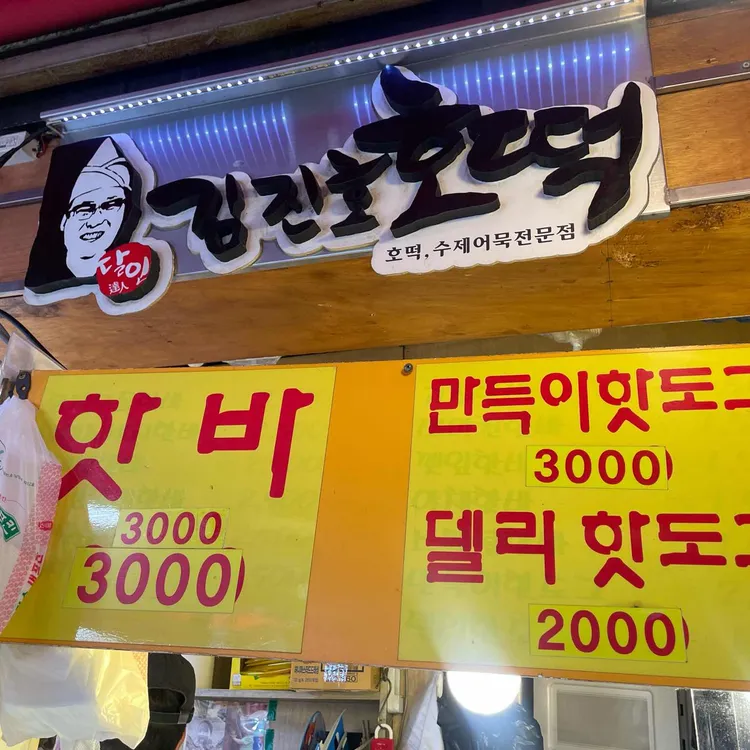 김진호호떡
달인
達人
호떡, 수제어묵전문점
핫바
3000
3000
만득이핫도그
3000
델리핫도그
2000